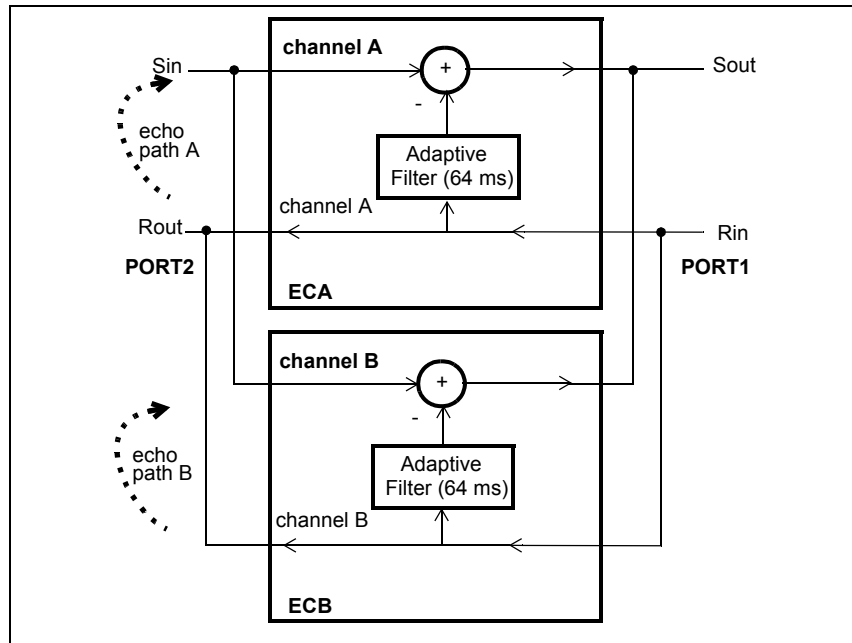 channel A
Sin
+
Sout
-
echo
path A
Adaptive
Filter (64 ms)
channel A
Rout
Rin
PORT2
PORT1
ECA
channel B
+
-
echo
path B
Adaptive
Filter (64 ms)
channel B
ECB